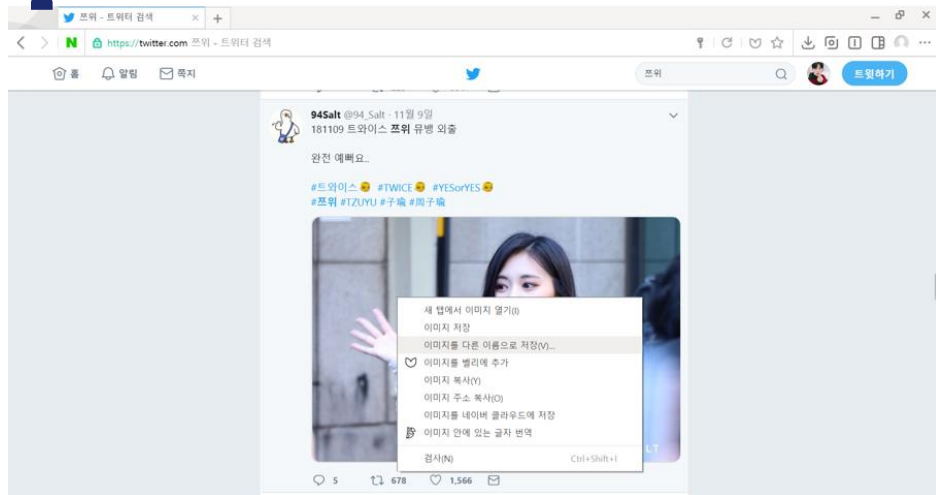 쯔위 - 트위터 검색
N https://twitter.com 쯔위 - 트위터 검색
홈 알림 쪽지 쯔위 트윗하기
94Salt @94_Salt · 11월 9일
181109 트와이스 쯔위 뮤뱅 외출
완전 예뻐요..
#트와이스 #TWICE #YESorYES
#쯔위 #TZUYU #子瑜 #周子瑜
새 탭에서 이미지 열기(I)
이미지 저장
이미지를 다른 이름으로 저장(V)...
이미지를 밸리에 추가
이미지 복사(Y)
이미지 주소 복사(O)
이미지를 네이버 클라우드에 저장
이미지 안에 있는 글자 번역
검사(N) Ctrl+Shift+I
LT
5 678 1,566